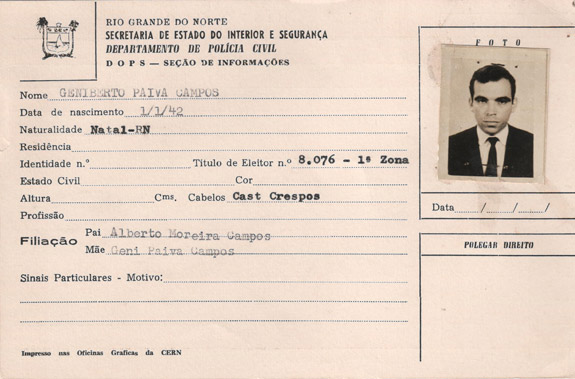 RIO GRANDE DO NORTE
SECRETARIA DE ESTADO DO INTERIOR E SEGURANÇA
DEPARTAMENTO DE POLÍCIA CIVIL
DOPS — SEÇÃO DE INFORMAÇÕES
FOTO
Nome GENIBERTO PAIVA CAMPOS
Data de nascimento 1/1/42
Naturalidade Natal-RN
Residência
Identidade n.º Título de Eleitor n.º 8.076 - 1ª Zona
Estado Civil Cor
Altura Cms. Cabelos Cast Crespos
Profissão
Data / / /
Filiação
Pai Alberto Moreira Campos
Mãe Geni Paiva Campos
POLEGAR DIREITO
Sinais Particulares - Motivo:
Impresso nas Oficinas Graficas da CERN